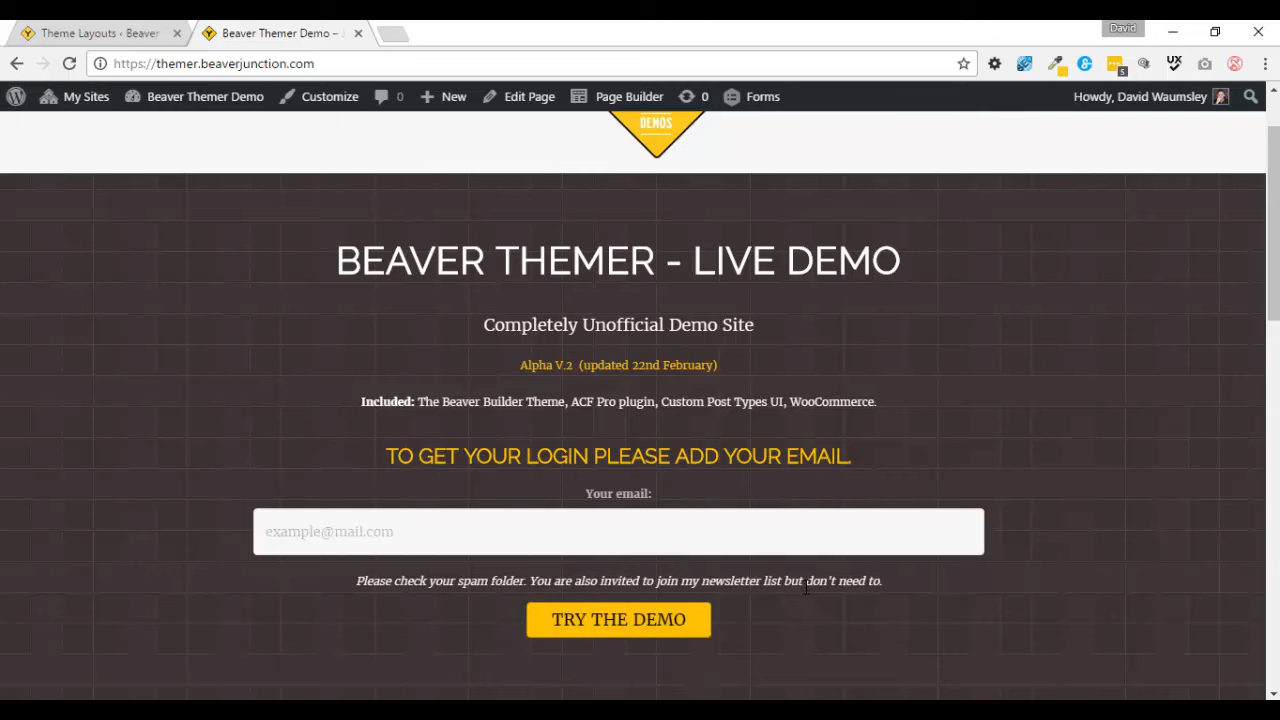 David
Theme Layouts ‹ Beaver
Beaver Themer Demo –
https://themer.beaverjunction.com
UX
5
My Sites
Beaver Themer Demo
Customize
0
New
Edit Page
Page Builder
0
Forms
Howdy, David Waumsley
DEMOS
BEAVER THEMER - LIVE DEMO
Completely Unofficial Demo Site
Alpha V.2 (updated 22nd February)
Included: The Beaver Builder Theme, ACF Pro plugin, Custom Post Types UI, WooCommerce.
TO GET YOUR LOGIN PLEASE ADD YOUR EMAIL.
Your email:
example@mail.com
Please check your spam folder. You are also invited to join my newsletter list but don't need to.
TRY THE DEMO